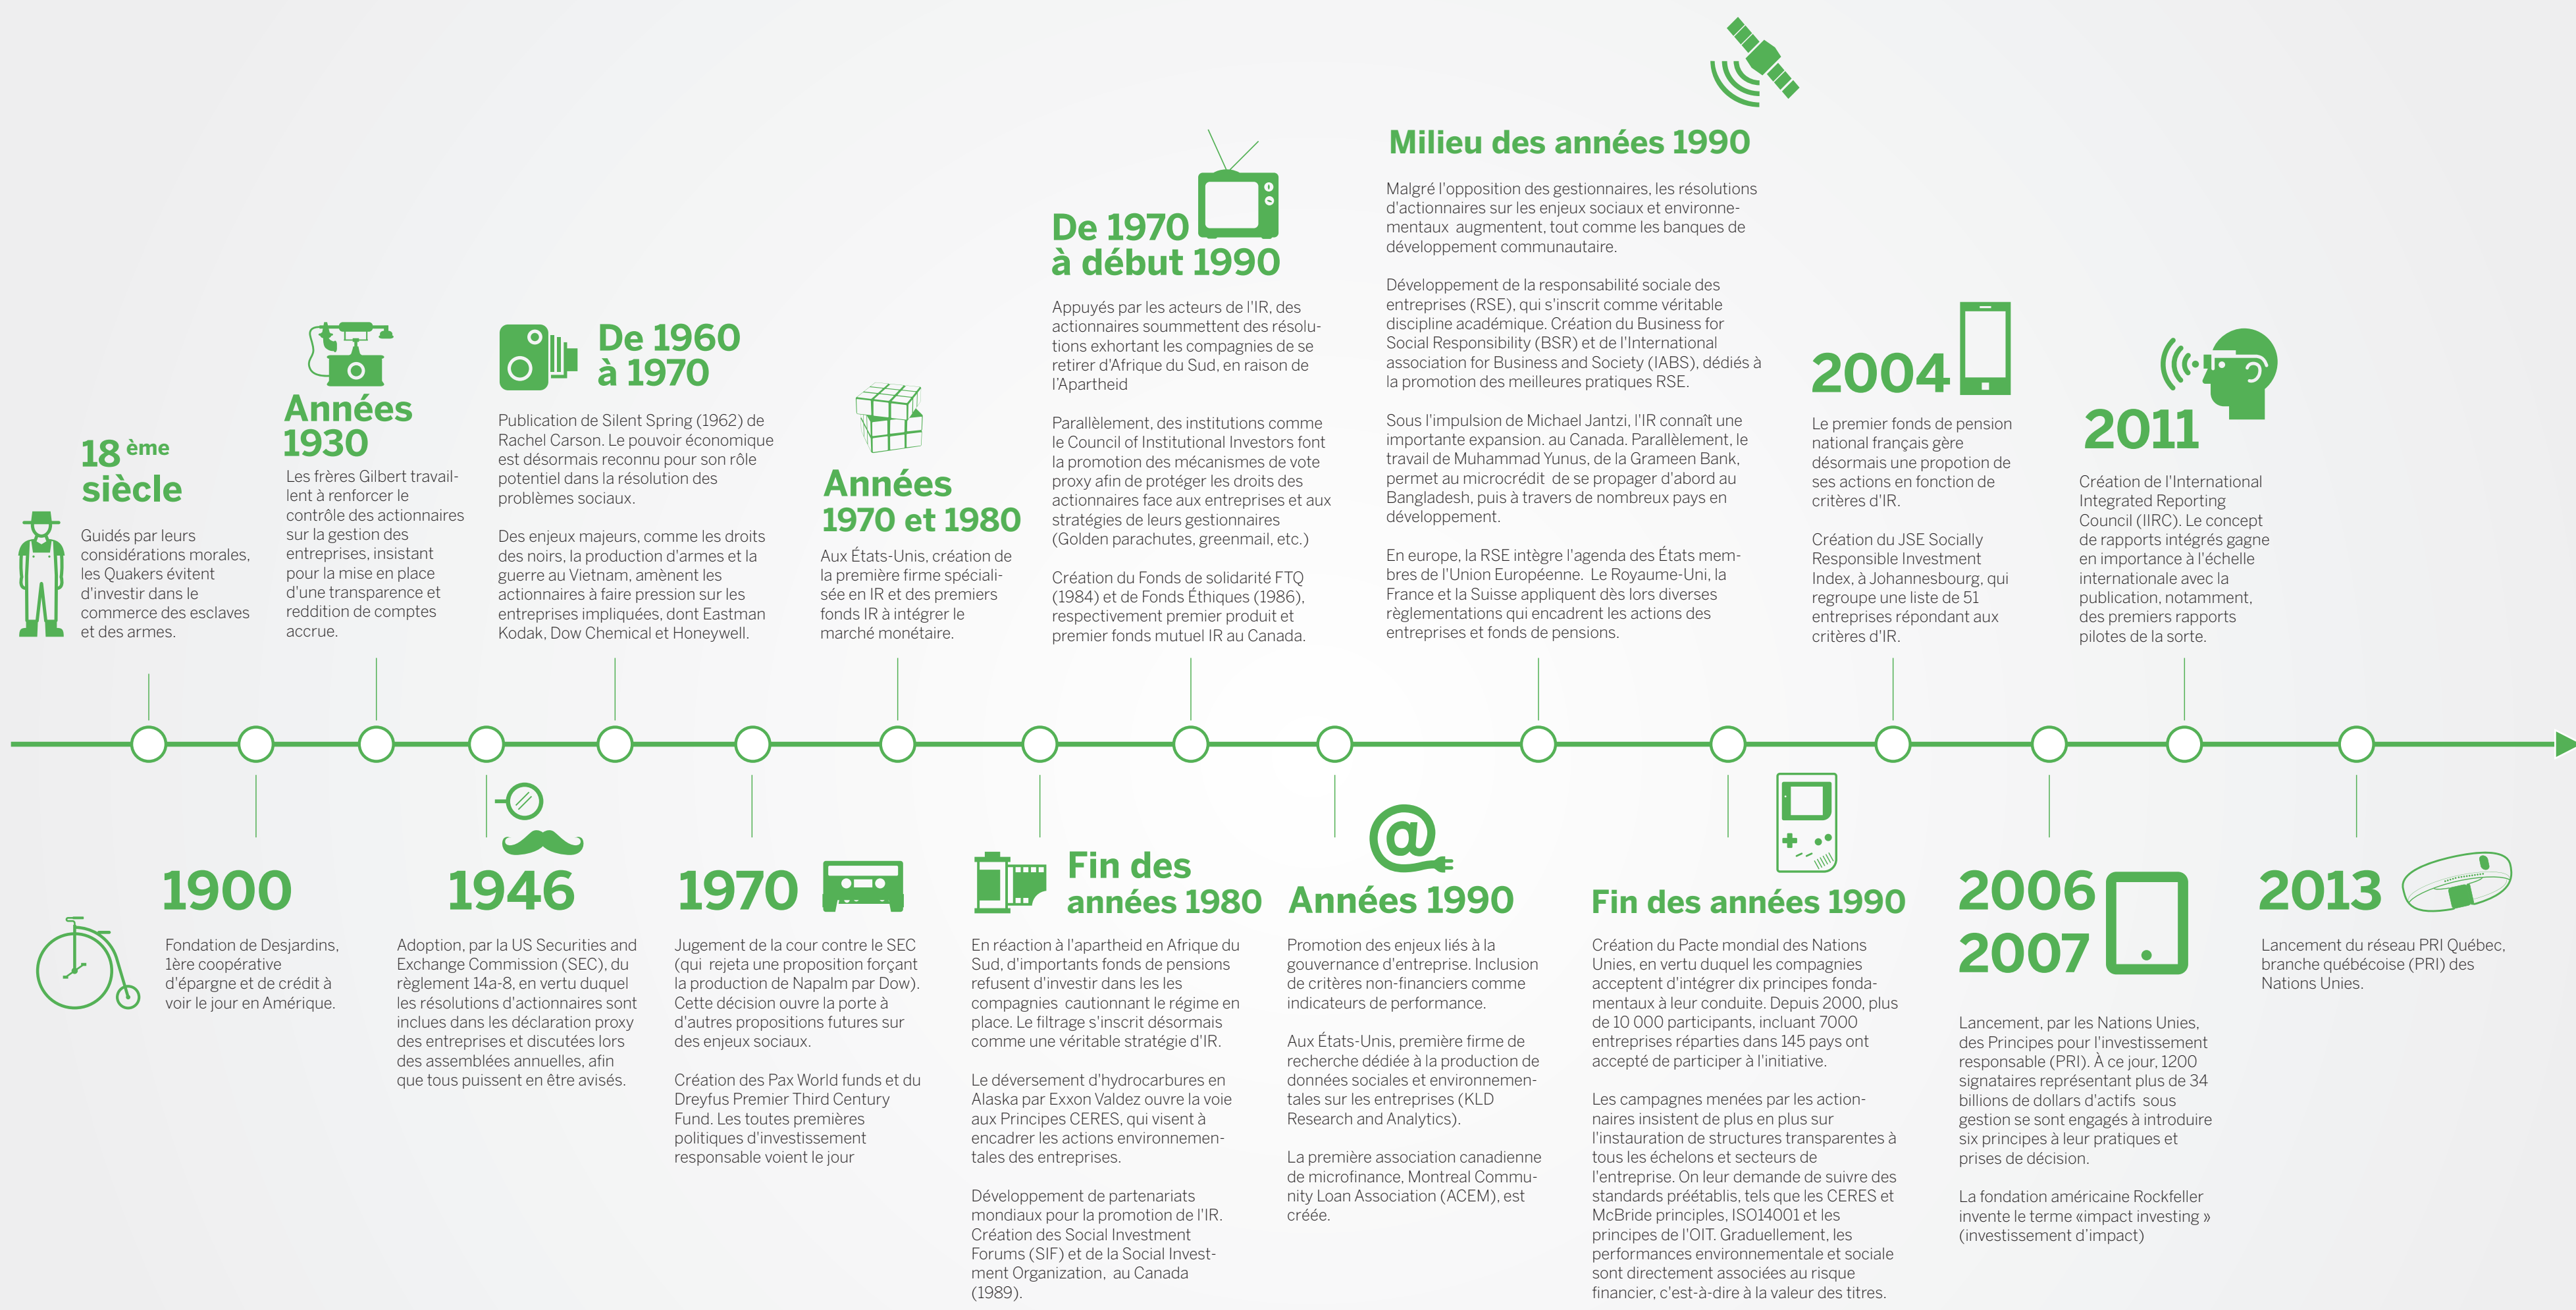 18 ème
siècle
Guidés par leurs
considérations morales,
les Quakers évitent
d'investir dans le
commerce des esclaves
et des armes.
1900
Fondation de Desjardins,
1ère coopérative
d'épargne et de crédit à
voir le jour en Amérique.
Années
1930
Les frères Gilbert travail-
lent à renforcer le
contrôle des actionnaires
sur la gestion des
entreprises, insistant
pour la mise en place
d'une transparence et
reddition de comptes
accrue.
1946
Adoption, par la US Securities and
Exchange Commission (SEC), du
règlement 14a-8, en vertu duquel
les résolutions d'actionnaires sont
inclues dans les déclaration proxy
des entreprises et discutées lors
des assemblées annuelles, afin
que tous puissent en être avisés.
De 1960
à 1970
Publication de Silent Spring (1962) de
Rachel Carson. Le pouvoir économique
est désormais reconnu pour son rôle
potentiel dans la résolution des
problèmes sociaux.
Des enjeux majeurs, comme les droits
des noirs, la production d'armes et la
guerre au Vietnam, amènent les
actionnaires à faire pression sur les
entreprises impliquées, dont Eastman
Kodak, Dow Chemical et Honeywell.
1970
Jugement de la cour contre le SEC
(qui rejeta une proposition forçant
la production de Napalm par Dow).
Cette décision ouvre la porte à
d'autres propositions futures sur
des enjeux sociaux.
Création des Pax World funds et du
Dreyfus Premier Third Century
Fund. Les toutes premières
politiques d'investissement
responsable voient le jour
Années
1970 et 1980
Aux États-Unis, création de
la première firme spéciali-
sée en IR et des premiers
fonds IR à intégrer le
marché monétaire.
Fin des
années 1980
En réaction à l'apartheid en Afrique du
Sud, d'importants fonds de pensions
refusent d'investir dans les les
compagnies cautionnant le régime en
place. Le filtrage s'inscrit désormais
comme une véritable stratégie d'IR.
Le déversement d'hydrocarbures en
Alaska par Exxon Valdez ouvre la voie
aux Principes CERES, qui visent à
encadrer les actions environnemen-
tales des entreprises.
Développement de partenariats
mondiaux pour la promotion de l'IR.
Création des Social Investment
Forums (SIF) et de la Social Invest-
ment Organization, au Canada
(1989).
De 1970
à début 1990
Appuyés par les acteurs de l'IR, des
actionnaires soummettent des résolu-
tions exhortant les compagnies de se
retirer d'Afrique du Sud, en raison de
l'Apartheid
Parallèlement, des institutions comme
le Council of Institutional Investors font
la promotion des mécanismes de vote
proxy afin de protéger les droits des
actionnaires face aux entreprises et aux
stratégies de leurs gestionnaires
(Golden parachutes, greenmail, etc.)
Création du Fonds de solidarité FTQ
(1984) et de Fonds Éthiques (1986),
respectivement premier produit et
premier fonds mutuel IR au Canada.
@
Années 1990
Promotion des enjeux liés à la
gouvernance d'entreprise. Inclusion
de critères non-financiers comme
indicateurs de performance.
Aux États-Unis, première firme de
recherche dédiée à la production de
données sociales et environnemen-
tales sur les entreprises (KLD
Research and Analytics).
La première association canadienne
de microfinance, Montreal Commu-
nity Loan Association (ACEM), est
créée.
Milieu des années 1990
Malgré l'opposition des gestionnaires, les résolutions
d'actionnaires sur les enjeux sociaux et environne-
mentaux augmentent, tout comme les banques de
développement communautaire.
Développement de la responsabilité sociale des
entreprises (RSE), qui s'inscrit comme véritable
discipline académique. Création du Business for
Social Responsibility (BSR) et de l'International
association for Business and Society (IABS), dédiés à
la promotion des meilleures pratiques RSE.
Sous l'impulsion de Michael Jantzi, l'IR connaît une
importante expansion. au Canada. Parallèlement, le
travail de Muhammad Yunus, de la Grameen Bank,
permet au microcrédit de se propager d'abord au
Bangladesh, puis à travers de nombreux pays en
développement.
En europe, la RSE intègre l'agenda des États mem-
bres de l'Union Européenne. Le Royaume-Uni, la
France et la Suisse appliquent dès lors diverses
règlementations qui encadrent les actions des
entreprises et fonds de pensions.
Fin des années 1990
Création du Pacte mondial des Nations
Unies, en vertu duquel les compagnies
acceptent d'intégrer dix principes fonda-
mentaux à leur conduite. Depuis 2000, plus
de 10 000 participants, incluant 7000
entreprises réparties dans 145 pays ont
accepté de participer à l'initiative.
Les campagnes menées par les action-
naires insistent de plus en plus sur
l'instauration de structures transparentes à
tous les échelons et secteurs de
l'entreprise. On leur demande de suivre des
standards préétablis, tels que les CERES et
McBride principles, ISO14001 et les
principes de l'OIT. Graduellement, les
performances environnementale et sociale
sont directement associées au risque
financier, c'est-à-dire à la valeur des titres.
2004
Le premier fonds de pension
national français gère
désormais une propotion de
ses actions en fonction de
critères d'IR.
Création du JSE Socially
Responsible Investment
Index, à Johannesbourg, qui
regroupe une liste de 51
entreprises répondant aux
critères d'IR.
2006
2007
Lancement, par les Nations Unies,
des Principes pour l'investissement
responsable (PRI). À ce jour, 1200
signataires représentant plus de 34
billions de dollars d'actifs sous
gestion se sont engagés à introduire
six principes à leur pratiques et
prises de décision.
La fondation américaine Rockfeller
invente le terme «impact investing »
(investissement d'impact)
2011
Création de l'International
Integrated Reporting
Council (IIRC). Le concept
de rapports intégrés gagne
en importance à l'échelle
internationale avec la
publication, notamment,
des premiers rapports
pilotes de la sorte.
2013
Lancement du réseau PRI Québec,
branche québécoise (PRI) des
Nations Unies.